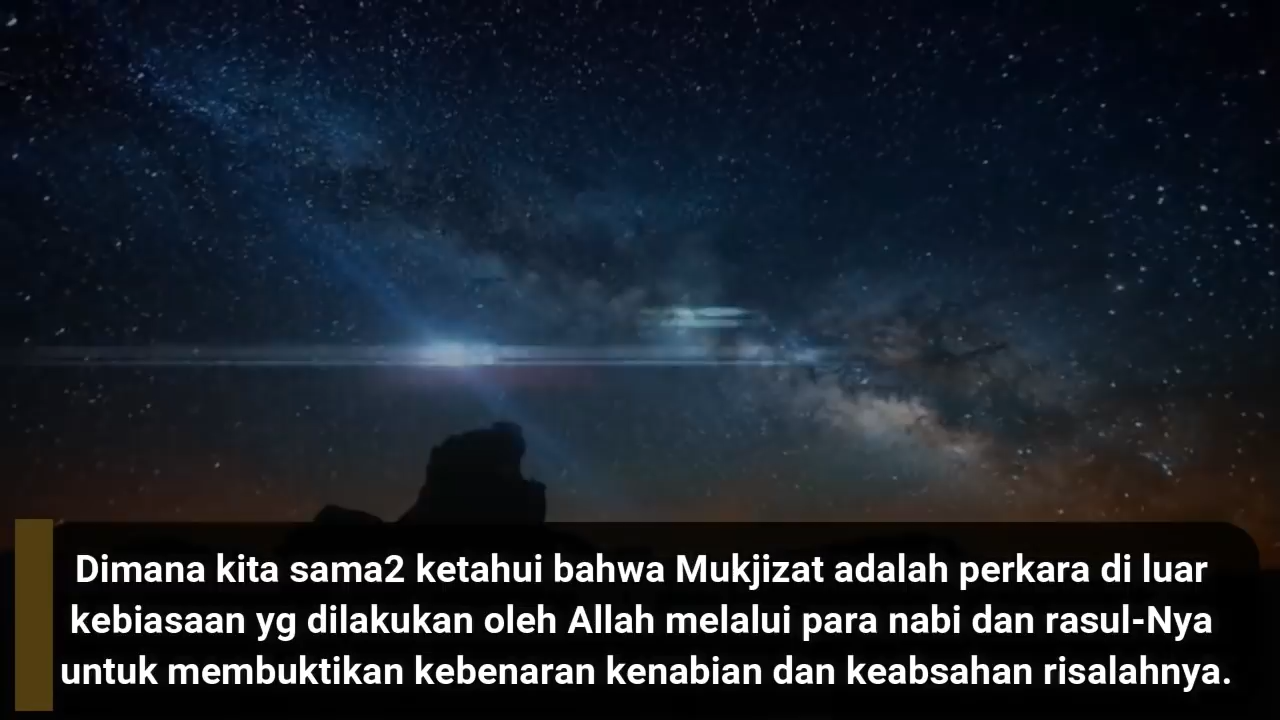 Dimana kita sama2 ketahui bahwa Mukjizat adalah perkara di luar
kebiasaan yg dilakukan oleh Allah melalui para nabi dan rasul-Nya
untuk membuktikan kebenaran kenabian dan keabsahan risalahnya.